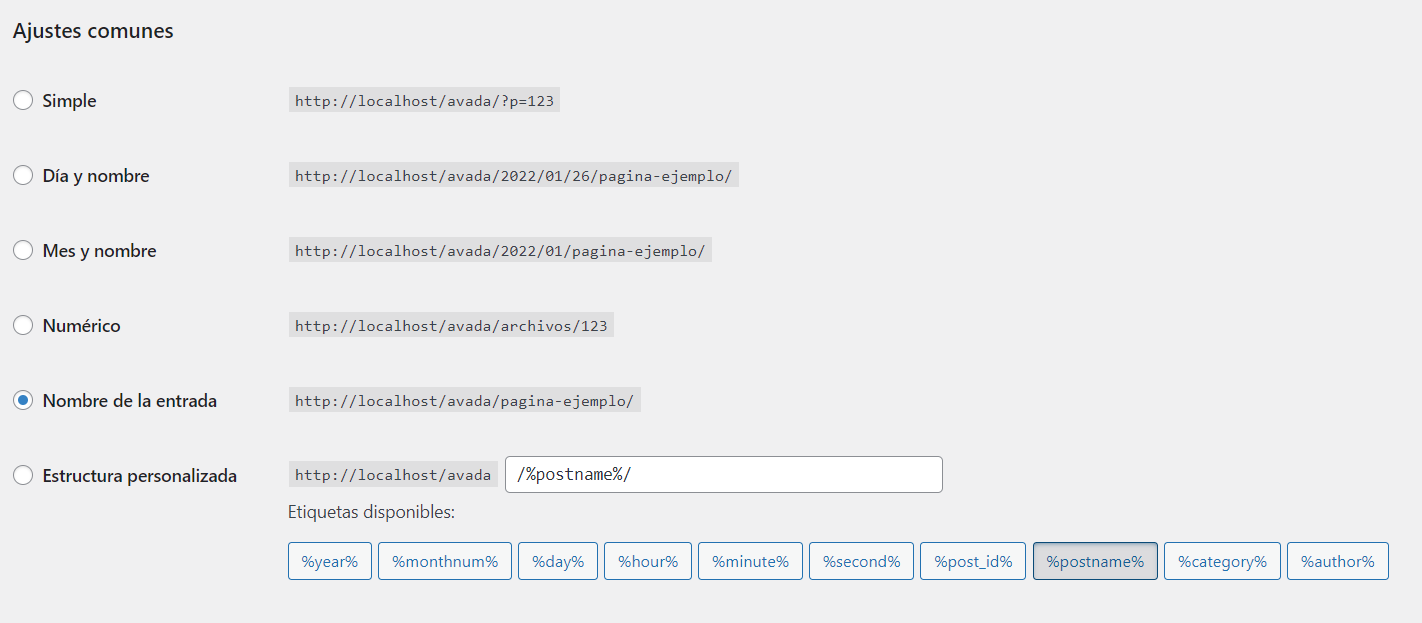 Ajustes comunes
Simple http://localhost/avada/?p=123
Día y nombre http://localhost/avada/2022/01/26/pagina-ejemplo/
Mes y nombre http://localhost/avada/2022/01/pagina-ejemplo/
Numérico http://localhost/avada/archivos/123
Nombre de la entrada http://localhost/avada/pagina-ejemplo/
Estructura personalizada http://localhost/avada /%postname%/
Etiquetas disponibles:
%year% %monthnum% %day% %hour% %minute% %second% %post_id% %postname% %category% %author%